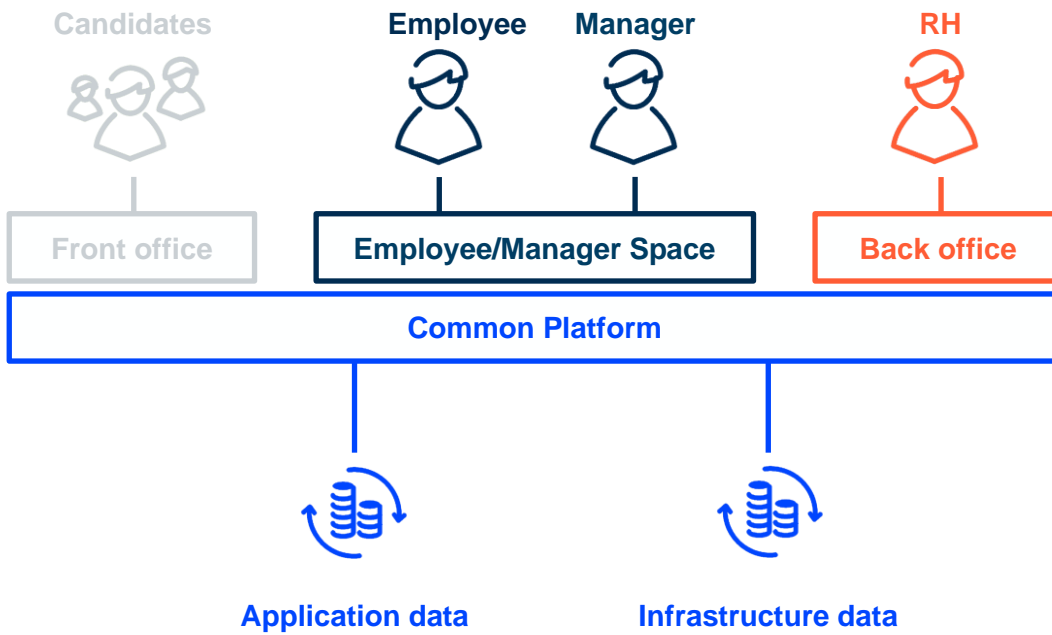 Candidates
Employee
Manager
RH
Front office
Employee/Manager Space
Back office
Common Platform
Application data
Infrastructure data